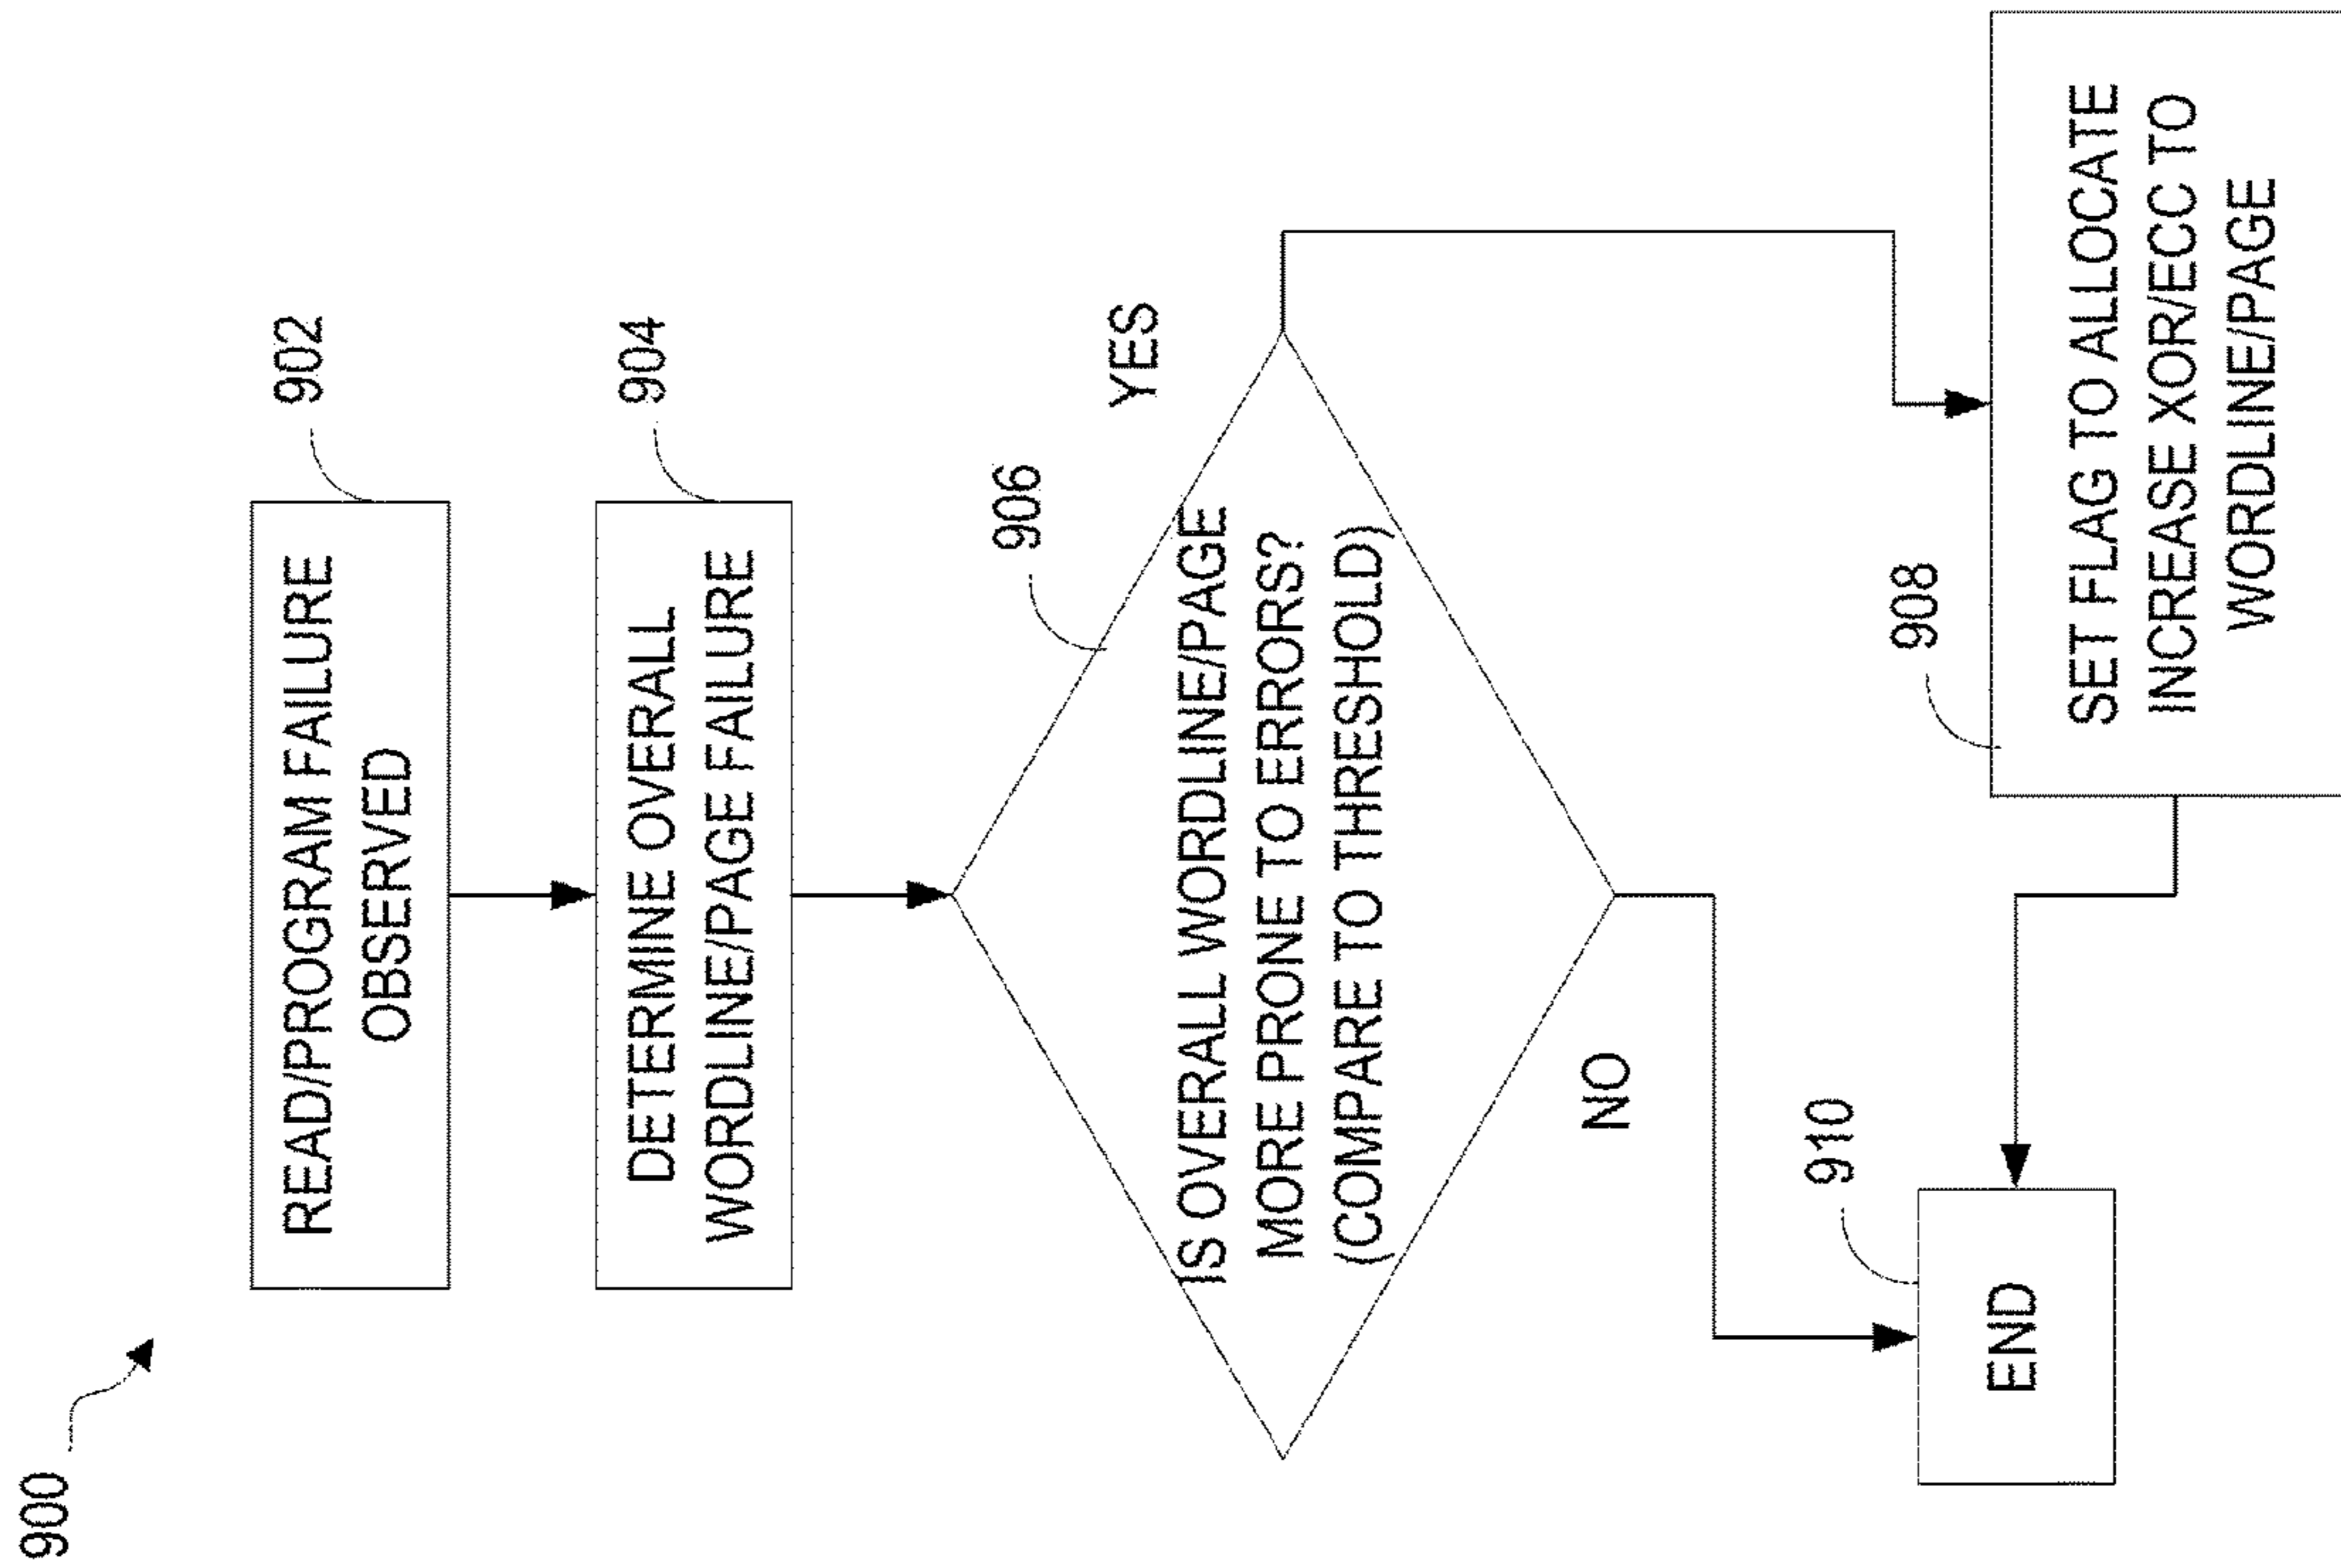 900
902
READ/PROGRAM FAILURE
OBSERVED
904
DETERMINE OVERALL
WORDLINE/PAGE FAILURE
906
IS OVERALL WORDLINE/PAGE
MORE PRONE TO ERRORS?
(COMPARE TO THRESHOLD)
YES
NO
908
SET FLAG TO ALLOCATE
INCREASE XOR/ECC TO
WORDLINE/PAGE
910
END